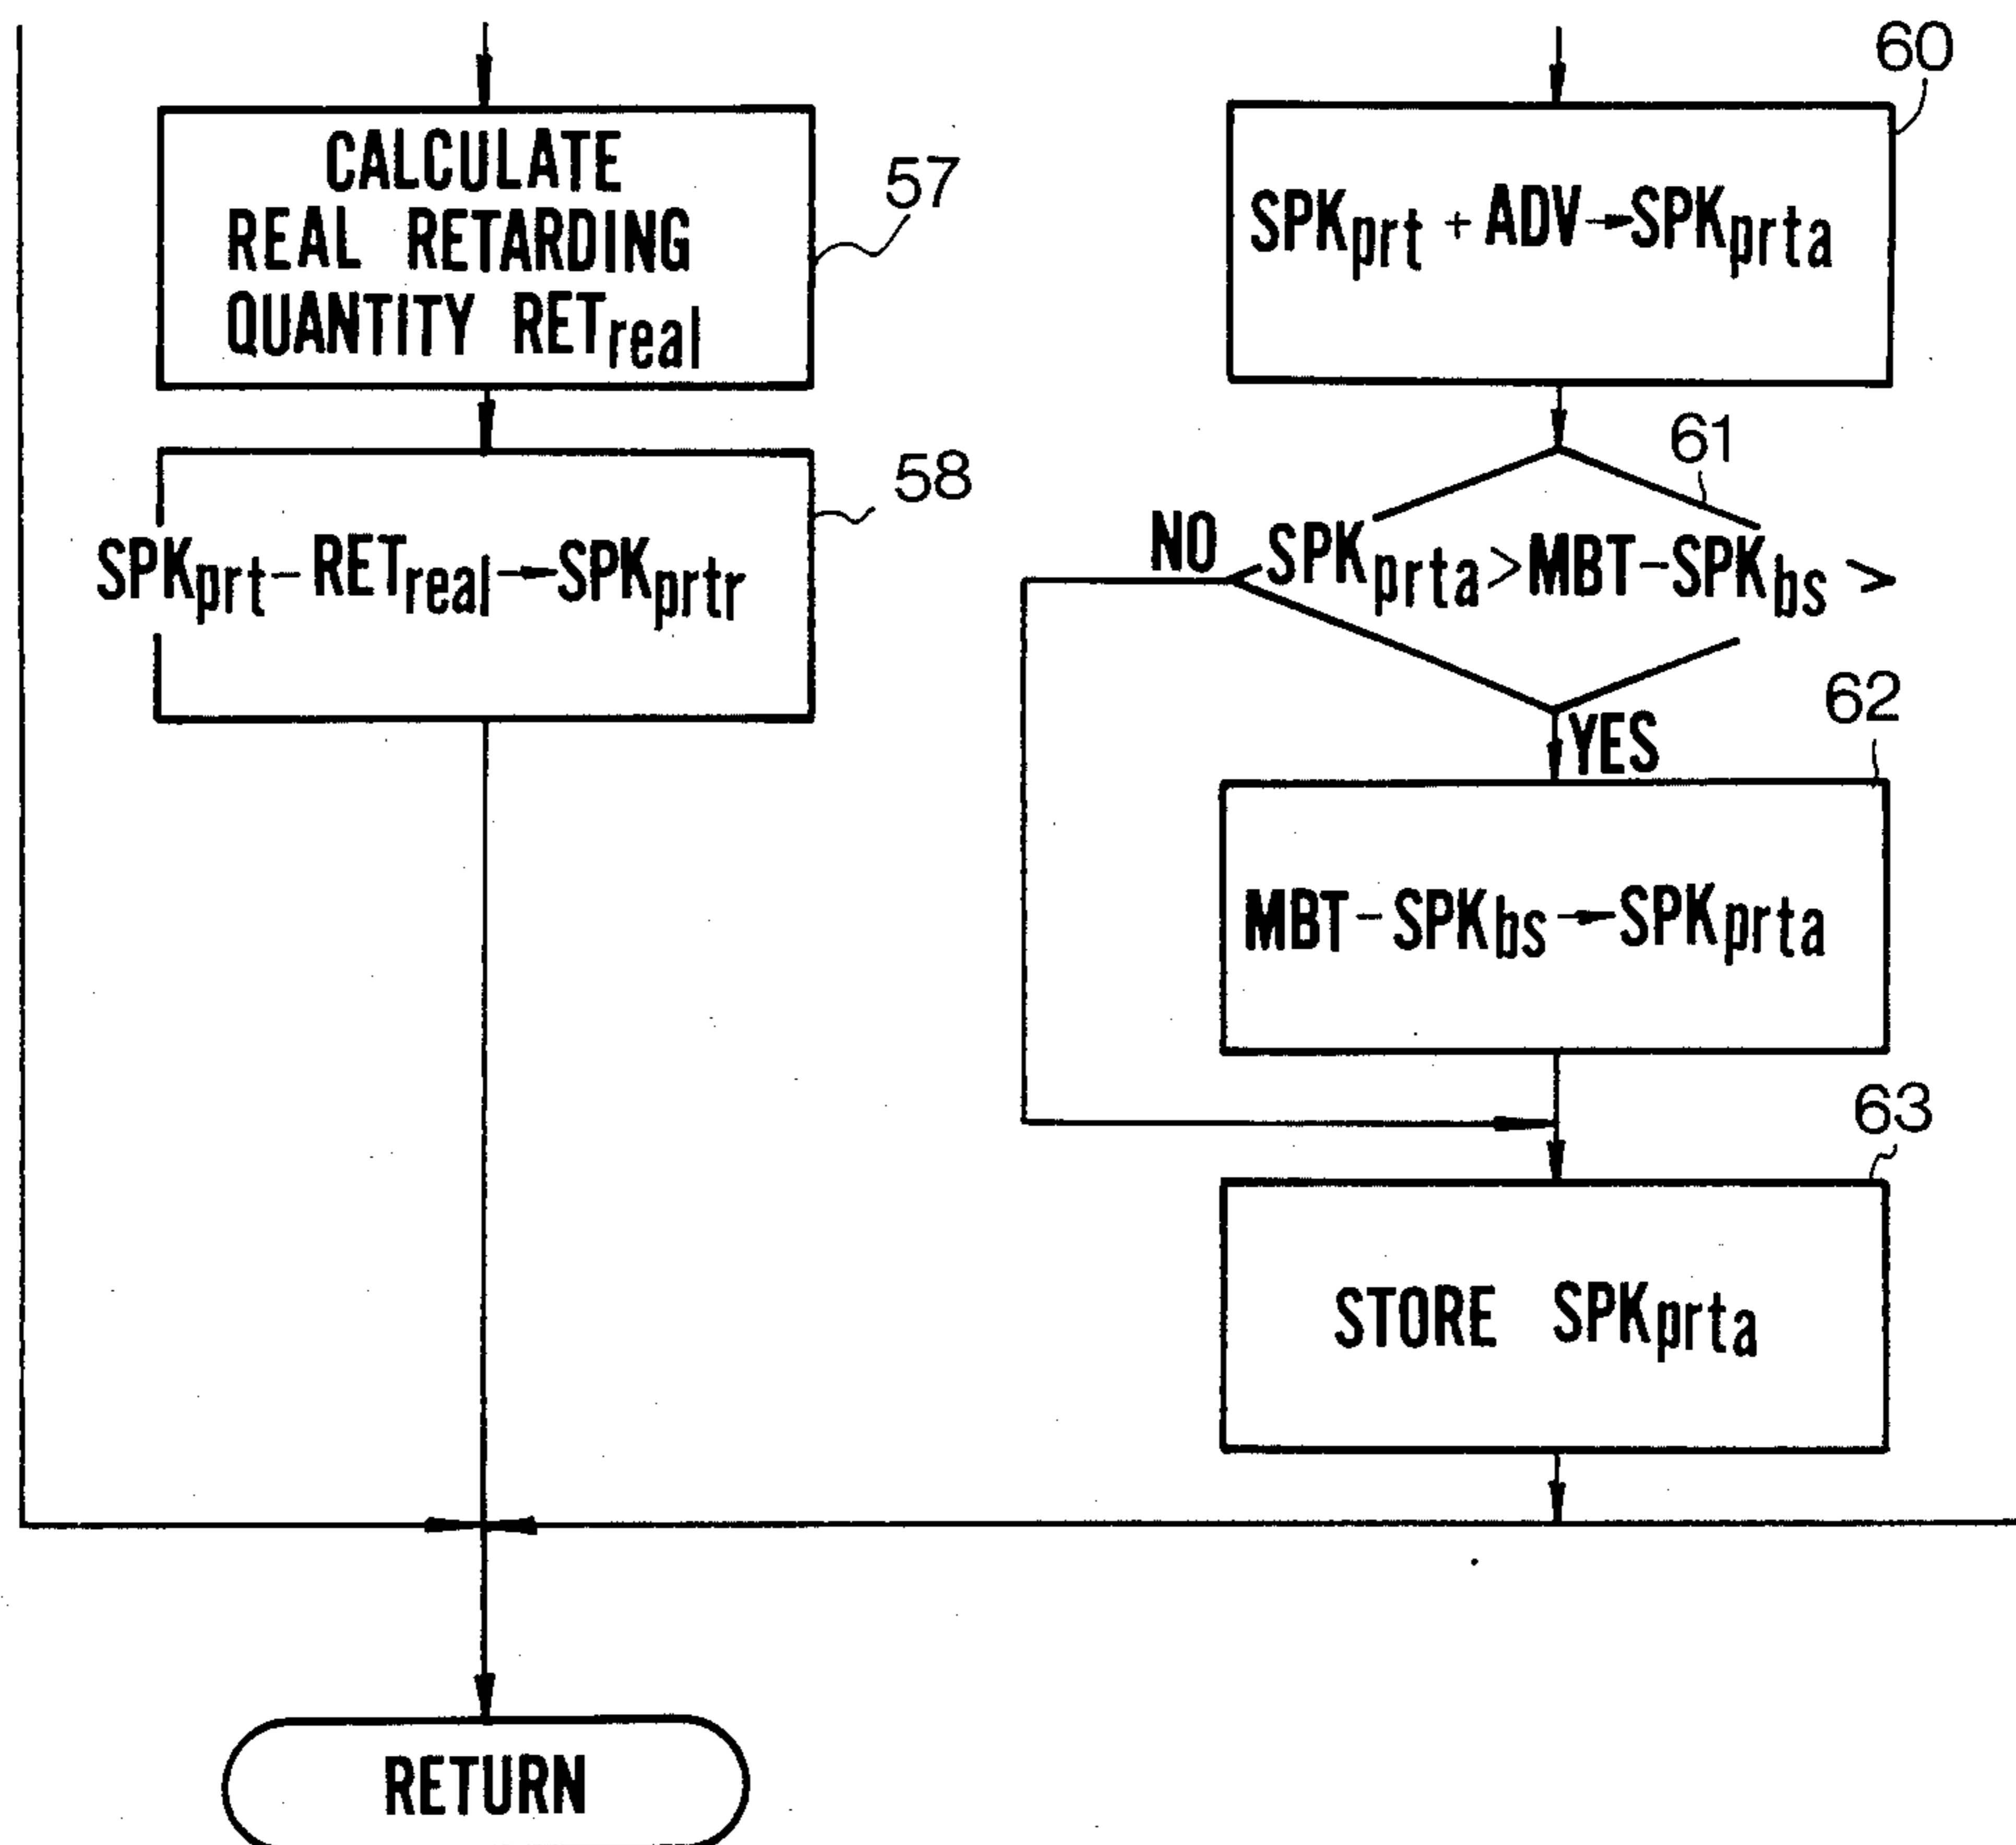 CALCULATE
REAL RETARDING
QUANTITY RETreal
57
SPKprt-RETreal→SPKprtr
58
60
SPKprt + ADV→SPKprta
61
NO
SPKprta>MBT-SPKbs
YES
62
MBT-SPKbs→SPKprta
63
STORE SPKprta
RETURN